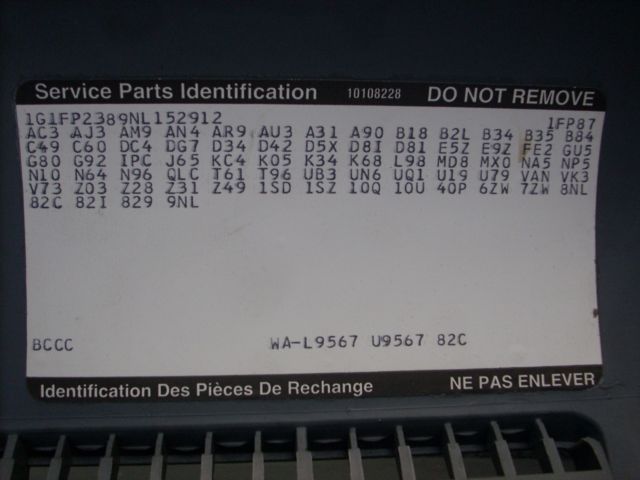 Service Parts Identification 10108228 DO NOT REMOVE
1G1FP2389NL152912 1FP87
AC3 AJ3 AM9 AN4 AR9 AU3 A31 A90 B18 B2L B34 B35 B84
C49 C60 DC4 DG7 D34 D42 D5X D8I D81 E5Z E9Z FE2 GU5
G80 G92 IPC J65 KC4 K05 K34 K68 L98 MD8 MX0 NA5 NP5
N10 N64 N96 QLC T61 T96 UB3 UN6 UQ1 U19 U79 VAN VK3
V73 Z03 Z28 Z31 Z49 1SD 1SZ 10Q 10U 40P 6ZW 7ZW 8NL
82C 82I 829 9NL
BCCC WA-L9567 U9567 82C
Identification Des Pièces De Rechange NE PAS ENLEVER